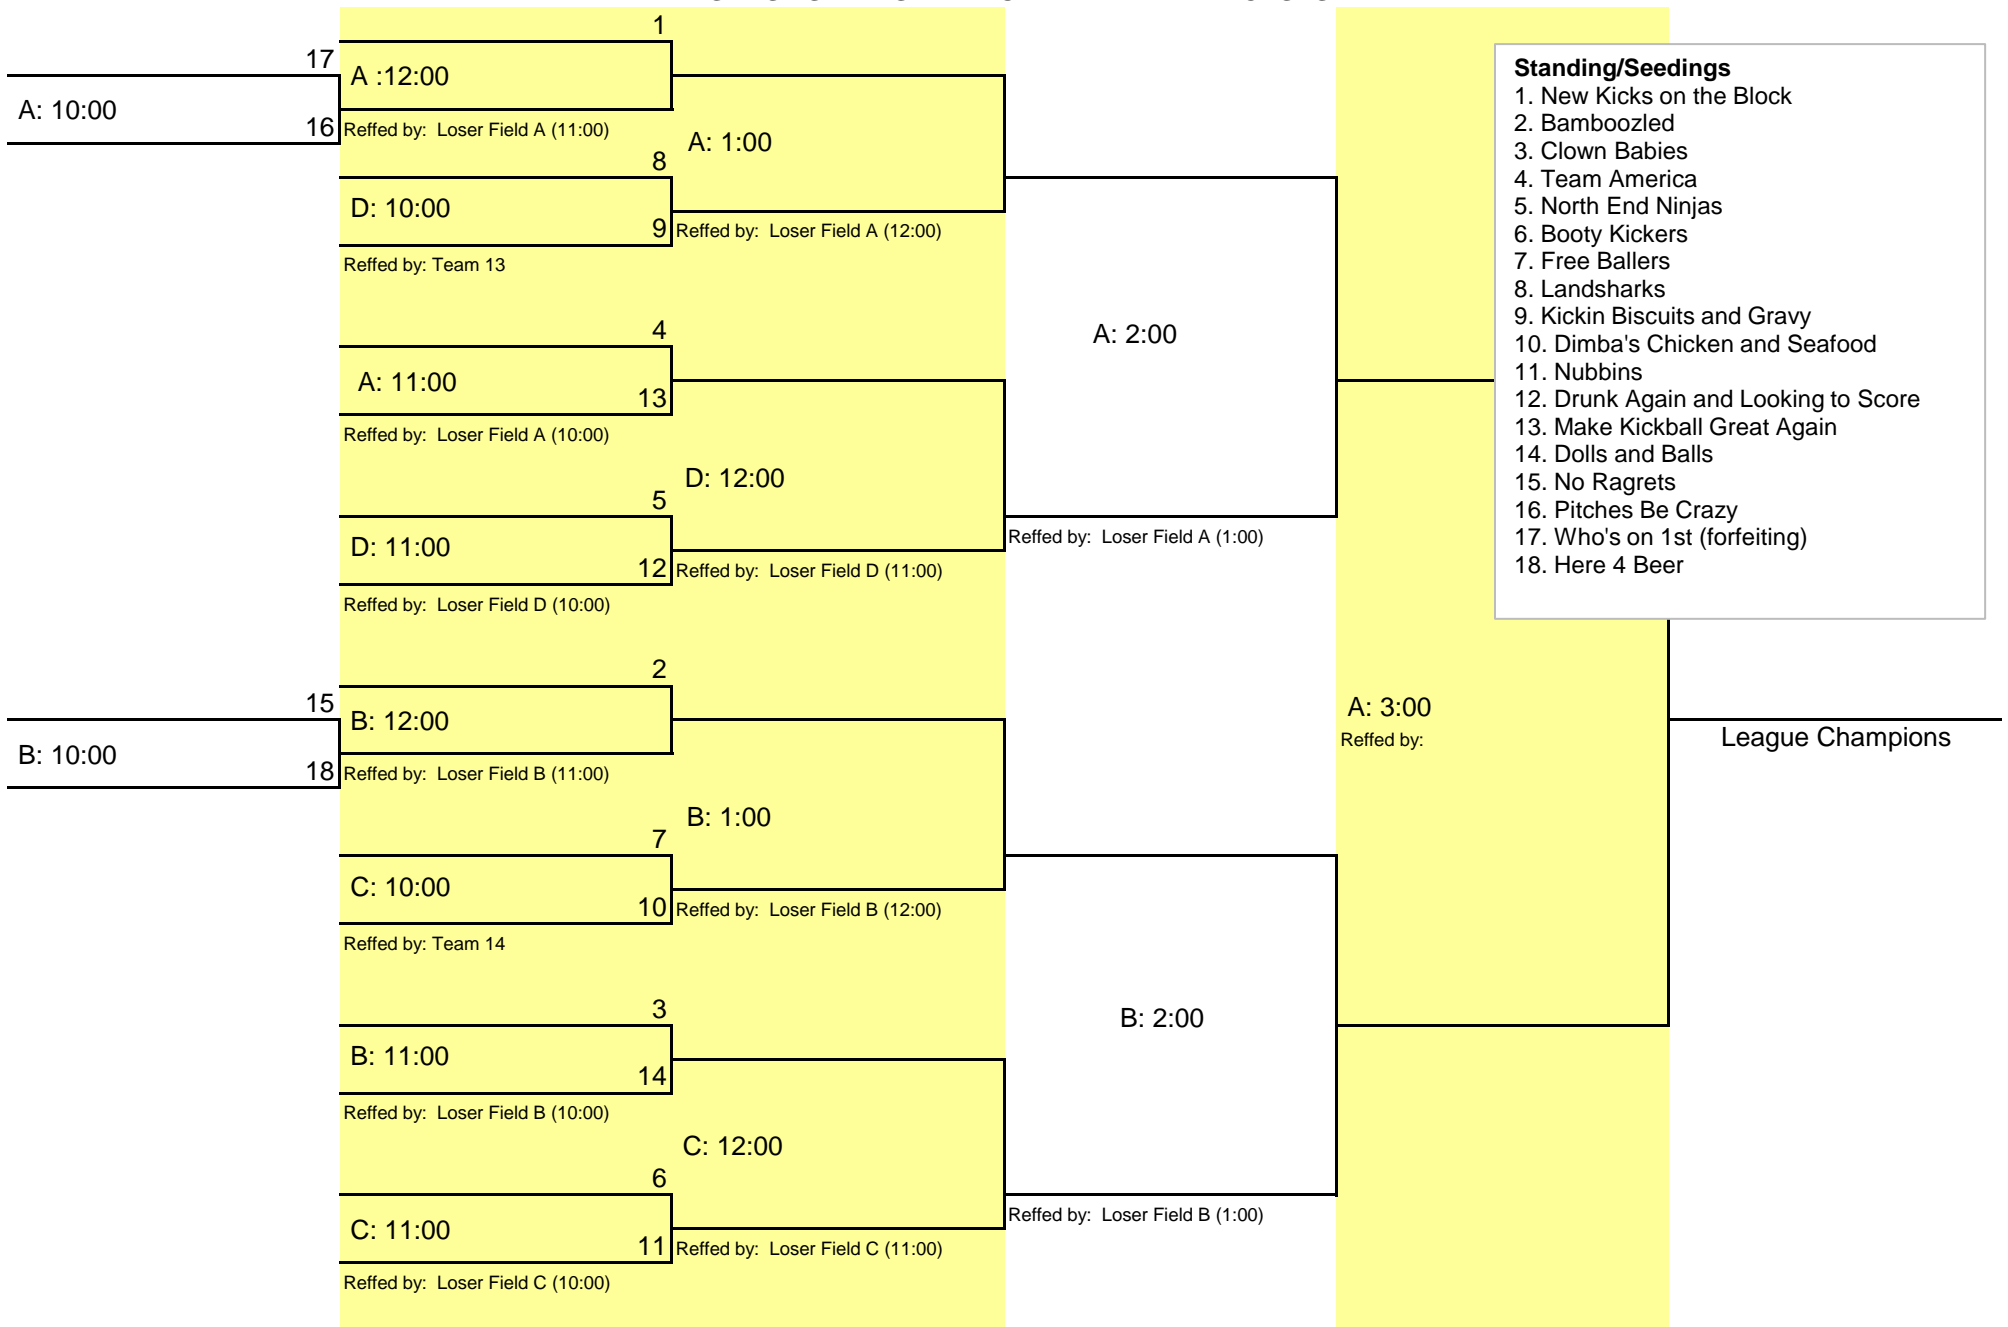 1
17
A :12:00
A: 10:00
16
Reffed by: Loser Field A (11:00)
A: 1:00
8
D: 10:00
9
Reffed by: Loser Field A (12:00)
Reffed by: Team 13
4
A: 2:00
A: 11:00
13
Reffed by: Loser Field A (10:00)
D: 12:00
5
D: 11:00
Reffed by: Loser Field A (1:00)
12
Reffed by: Loser Field D (11:00)
Reffed by: Loser Field D (10:00)
Standing/Seedings
1. New Kicks on the Block
2. Bamboozled
3. Clown Babies
4. Team America
5. North End Ninjas
6. Booty Kickers
7. Free Ballers
8. Landsharks
9. Kickin Biscuits and Gravy
10. Dimba's Chicken and Seafood
11. Nubbins
12. Drunk Again and Looking to Score
13. Make Kickball Great Again
14. Dolls and Balls
15. No Ragrets
16. Pitches Be Crazy
17. Who's on 1st (forfeiting)
18. Here 4 Beer
2
15
B: 12:00
B: 10:00
18
Reffed by: Loser Field B (11:00)
A: 3:00
Reffed by:
League Champions
B: 1:00
7
C: 10:00
10
Reffed by: Loser Field B (12:00)
Reffed by: Team 14
3
B: 2:00
B: 11:00
14
Reffed by: Loser Field B (10:00)
C: 12:00
6
C: 11:00
Reffed by: Loser Field B (1:00)
11
Reffed by: Loser Field C (11:00)
Reffed by: Loser Field C (10:00)